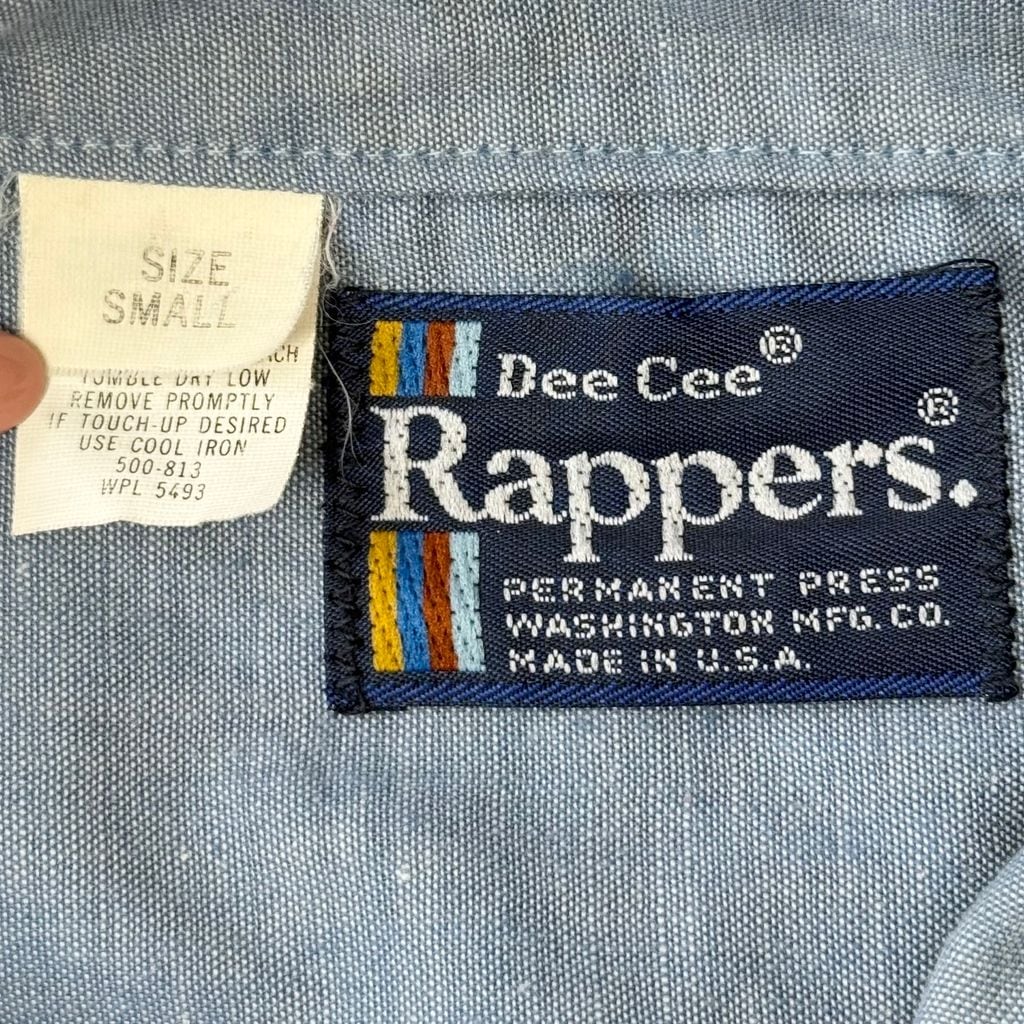 SIZE
SMALL
TUMBLE DRY LOW
REMOVE PROMPTLY
IF TOUCH-UP DESIRED
USE COOL IRON
500-813
WPL 5493
Dee Cee®
Rappers.®
PERMANENT PRESS
WASHINGTON MFG. CO.
MADE IN U.S.A.